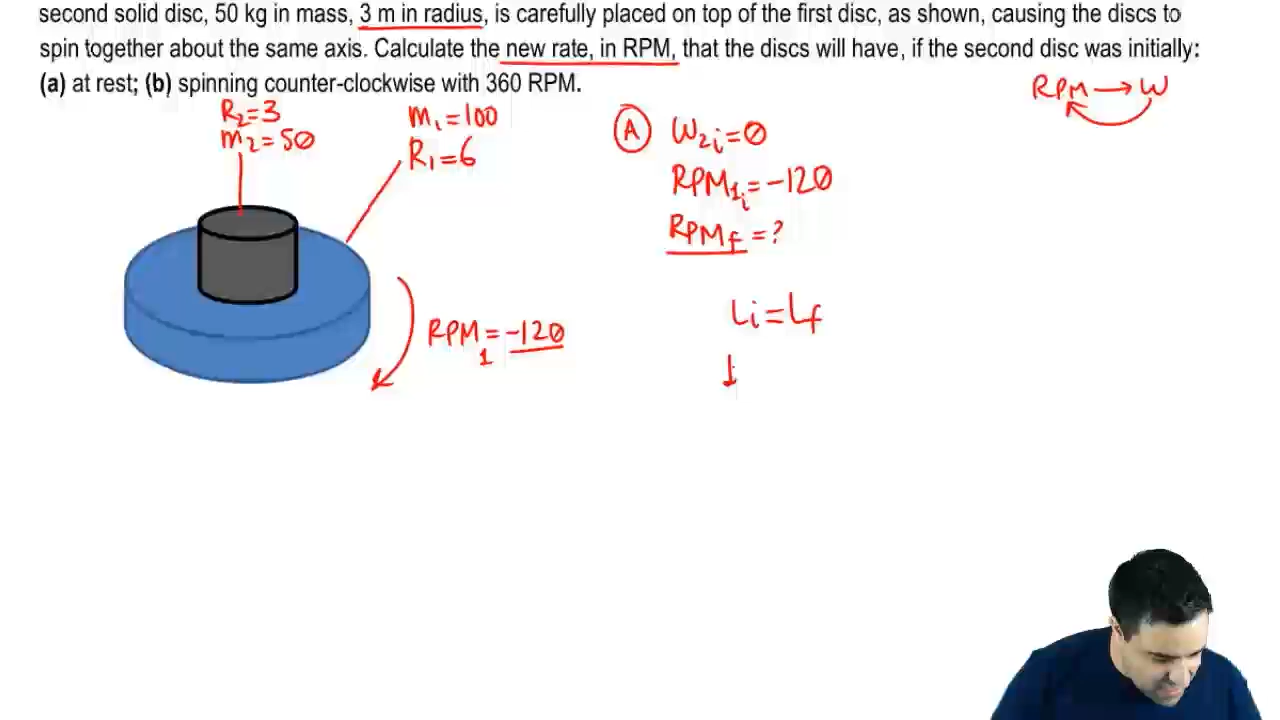 second solid disc, 50 kg in mass, 3 m in radius, is carefully placed on top of the first disc, as shown, causing the discs to
spin together about the same axis. Calculate the new rate, in RPM, that the discs will have, if the second disc was initially:
(a) at rest; (b) spinning counter-clockwise with 360 RPM.
RPM → W
R2=3
m2=50
m1=100
R1=6
A W2i=0
RPM1i=-120
RPMf=?
Li=Lf
RPM1=-120